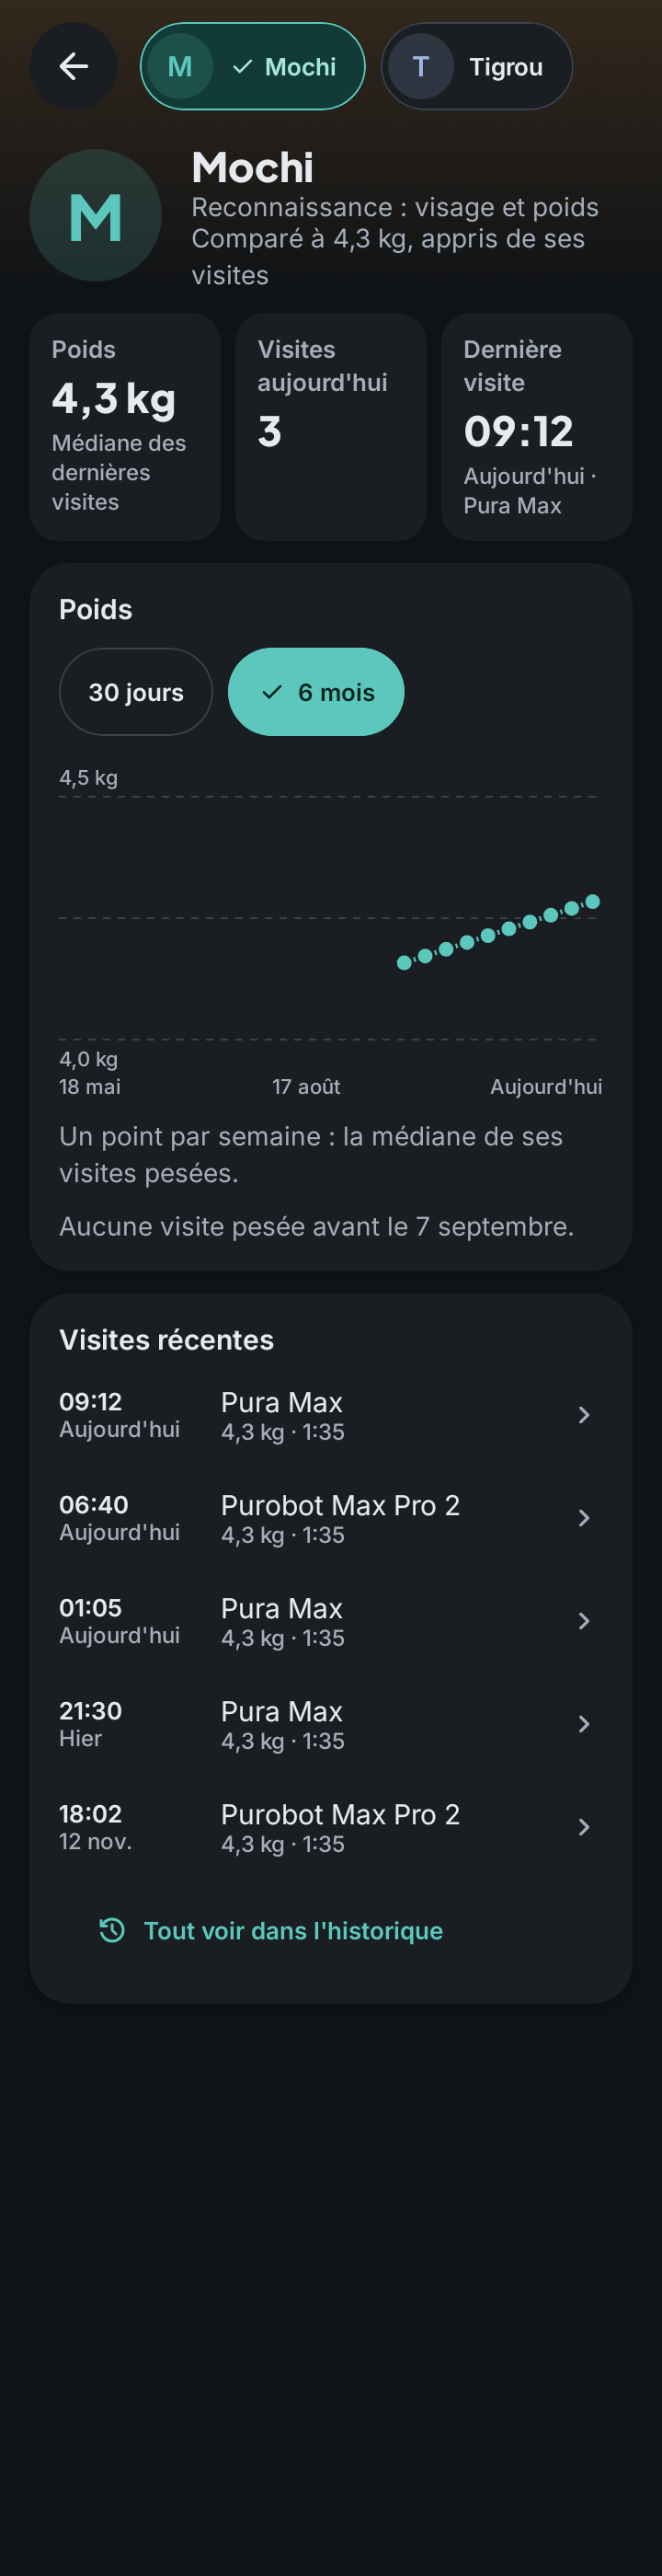 M
Mochi
T
Tigrou
M
Mochi
Reconnaissance : visage et poids
Comparé à 4,3 kg, appris de ses
visites
Poids
4,3 kg
Médiane des
dernières
visites
Visites
aujourd'hui
3
Dernière
visite
09:12
Aujourd'hui ·
Pura Max
Poids
30 jours
6 mois
4,5 kg
4,0 kg
18 mai
17 août
Aujourd'hui
Un point par semaine : la médiane de ses
visites pesées.
Aucune visite pesée avant le 7 septembre.
Visites récentes
09:12
Aujourd'hui
Pura Max
4,3 kg · 1:35
06:40
Aujourd'hui
Purobot Max Pro 2
4,3 kg · 1:35
01:05
Aujourd'hui
Pura Max
4,3 kg · 1:35
21:30
Hier
Pura Max
4,3 kg · 1:35
18:02
12 nov.
Purobot Max Pro 2
4,3 kg · 1:35
Tout voir dans l'historique